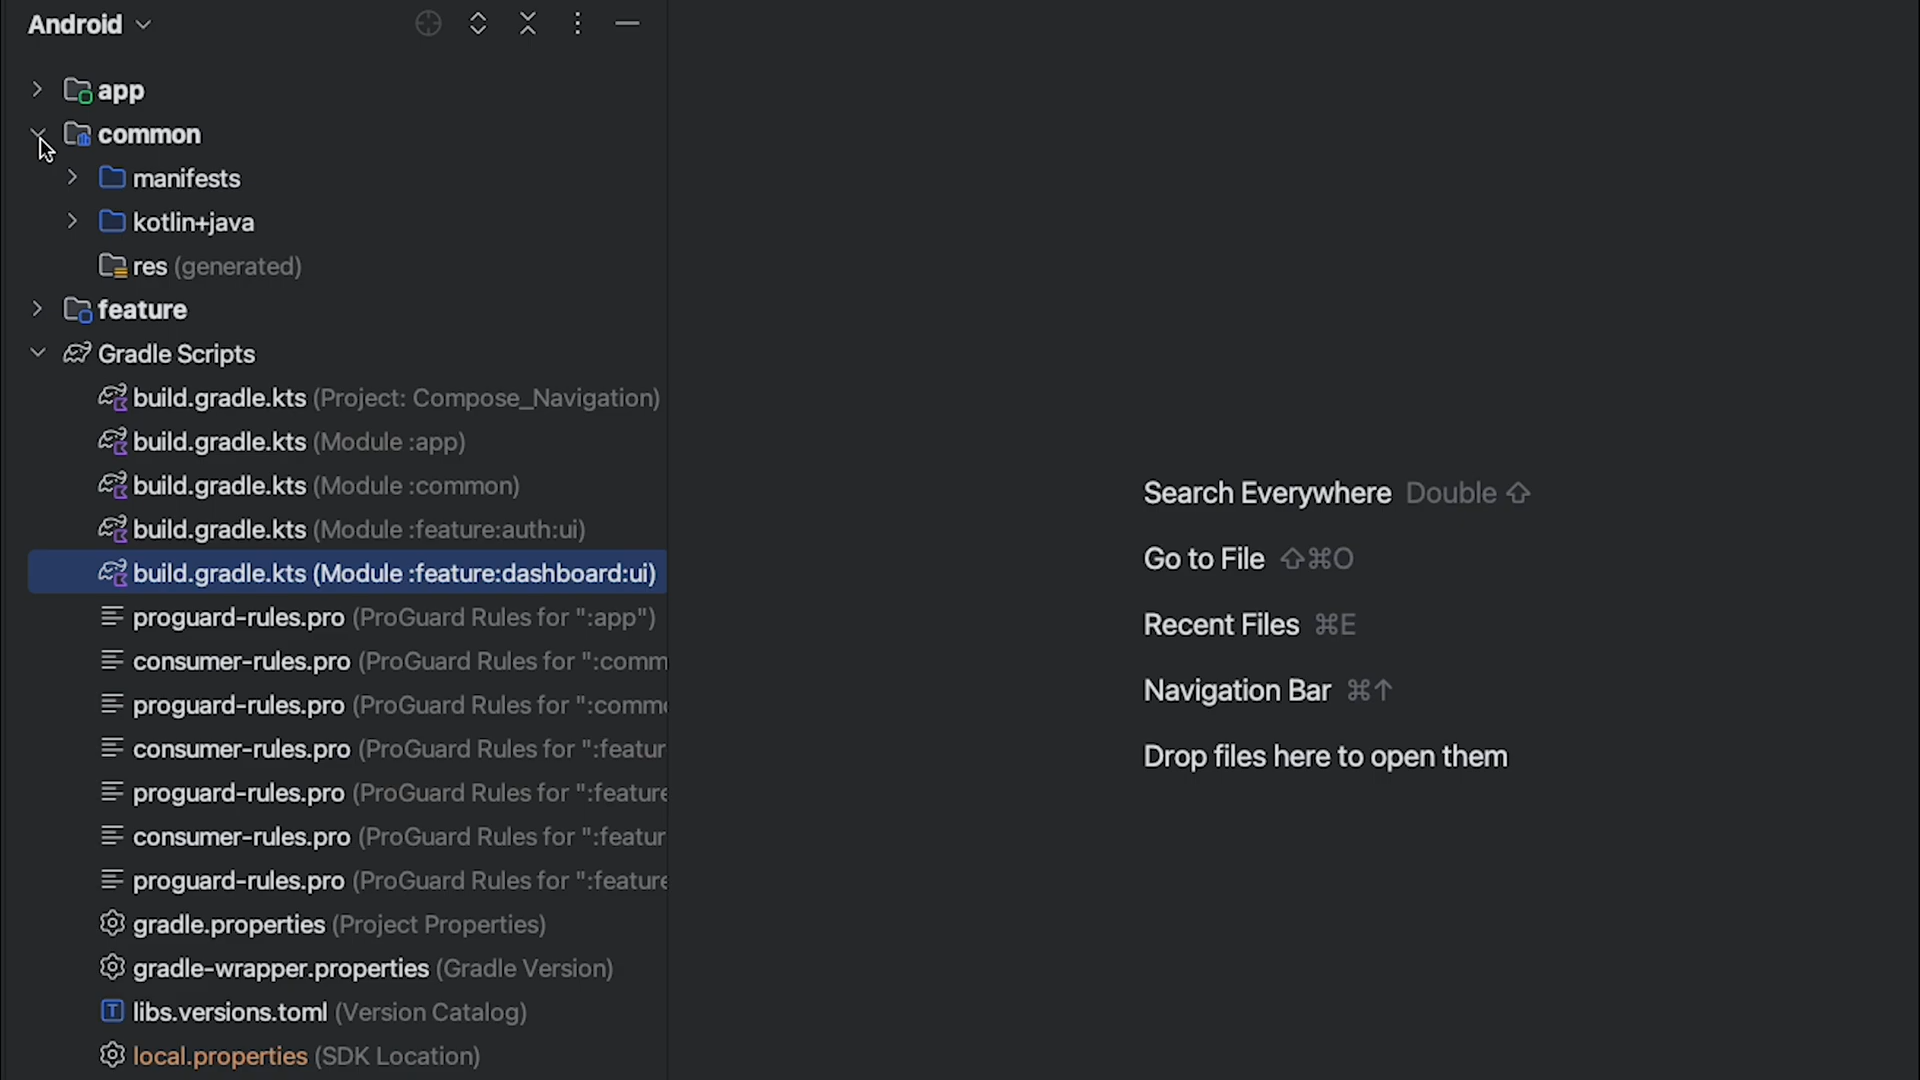 Android
app
common
manifests
kotlin+java
res (generated)
feature
Gradle Scripts
build.gradle.kts (Project: Compose_Navigation)
build.gradle.kts (Module :app)
build.gradle.kts (Module :common)
build.gradle.kts (Module :feature:auth:ui)
build.gradle.kts (Module :feature:dashboard:ui)
proguard-rules.pro (ProGuard Rules for ":app")
consumer-rules.pro (ProGuard Rules for ":comm
proguard-rules.pro (ProGuard Rules for ":comm
consumer-rules.pro (ProGuard Rules for ":featur
proguard-rules.pro (ProGuard Rules for ":feature
consumer-rules.pro (ProGuard Rules for ":featur
proguard-rules.pro (ProGuard Rules for ":feature
gradle.properties (Project Properties)
gradle-wrapper.properties (Gradle Version)
libs.versions.toml (Version Catalog)
local.properties (SDK Location)
Search Everywhere Double ⇧
Go to File ⇧⌘O
Recent Files ⌘E
Navigation Bar ⌘↑
Drop files here to open them